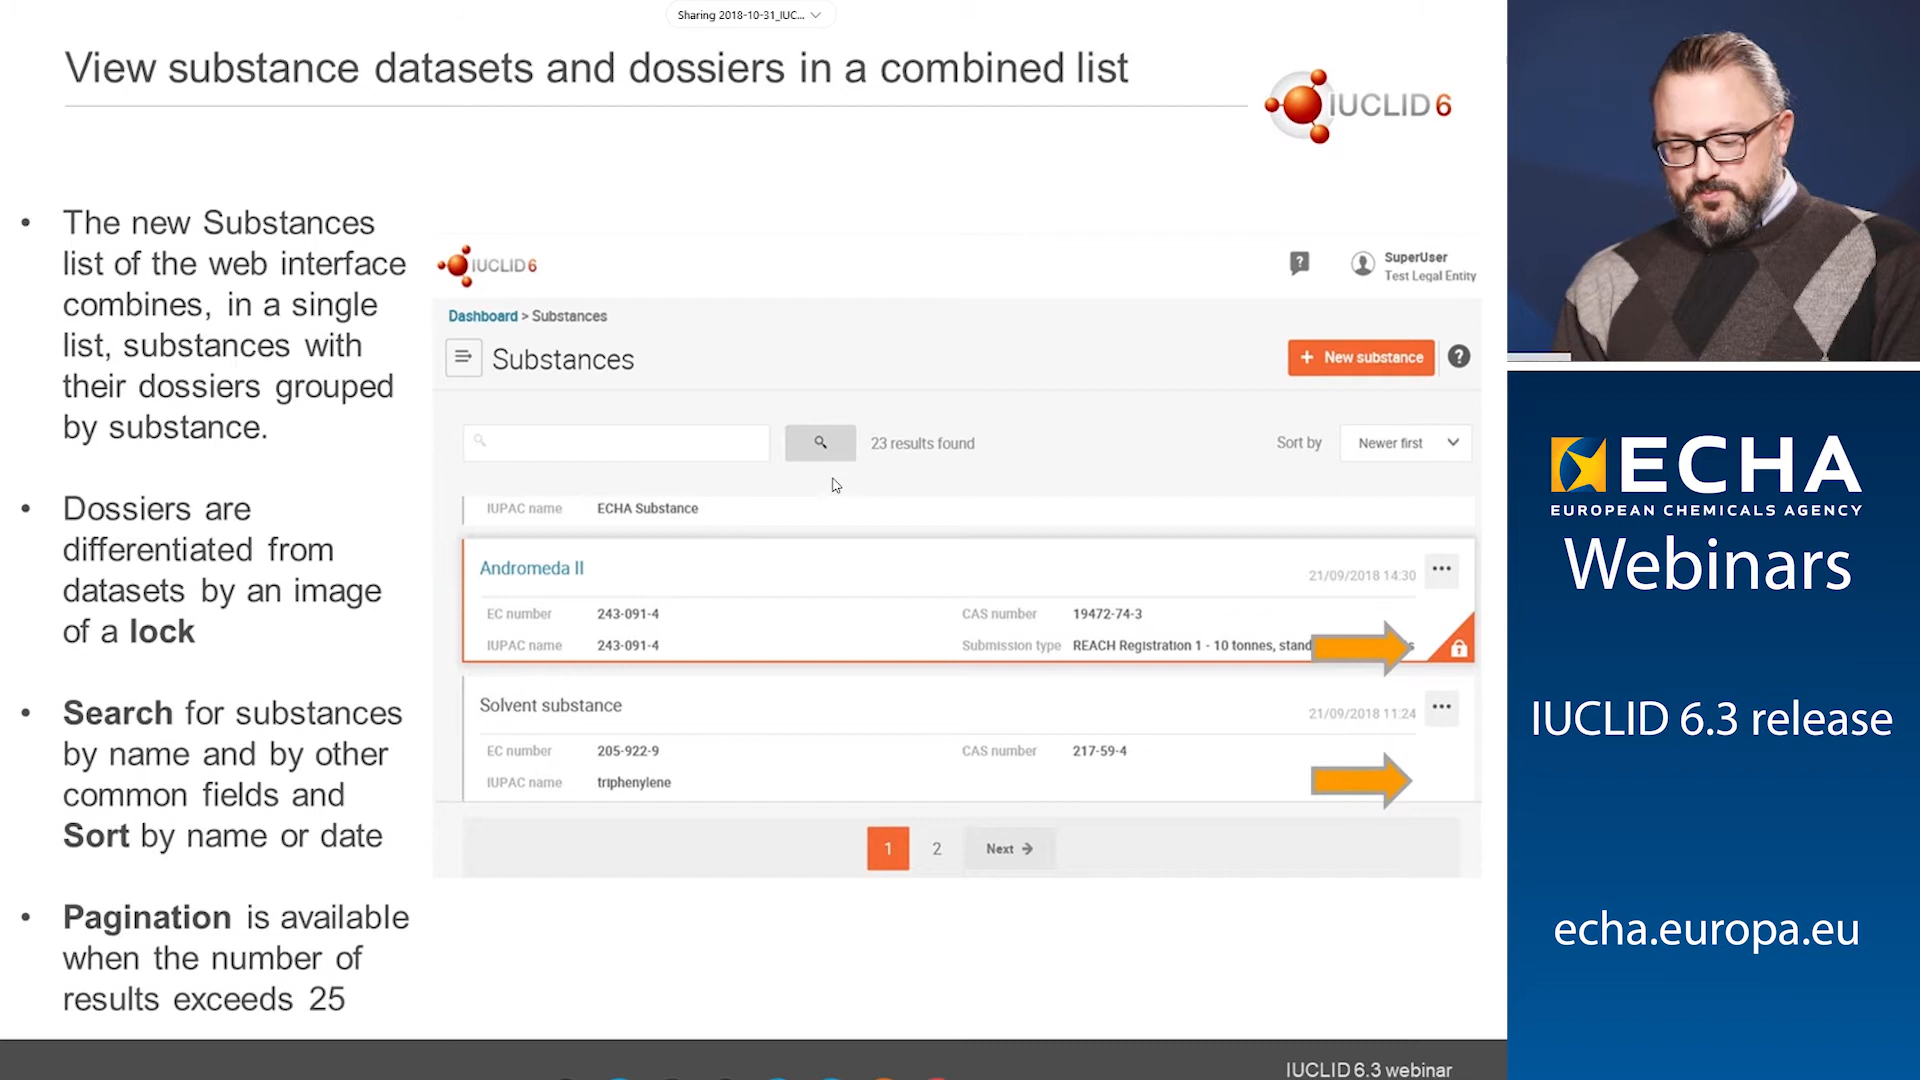 Sharing 2018-10-31_IUC...
View substance datasets and dossiers in a combined list
IUCLID 6
• The new Substances
list of the web interface
combines, in a single
list, substances with
their dossiers grouped
by substance.
• Dossiers are
differentiated from
datasets by an image
of a lock
• Search for substances
by name and by other
common fields and
Sort by name or date
• Pagination is available
when the number of
results exceeds 25
IUCLID 6
SuperUser
Test Legal Entity
Dashboard > Substances
Substances
+ New substance
23 results found
Sort by
Newer first
IUPAC name ECHA Substance
Andromeda II
21/09/2018 14:30
EC number 243-091-4 CAS number 19472-74-3
IUPAC name 243-091-4 Submission type REACH Registration 1 - 10 tonnes, stand
Solvent substance
21/09/2018 11:24
EC number 205-922-9 CAS number 217-59-4
IUPAC name triphenylene
1 2 Next →
IUCLID 6.3 webinar
ECHA
EUROPEAN CHEMICALS AGENCY
Webinars
IUCLID 6.3 release
echa.europa.eu